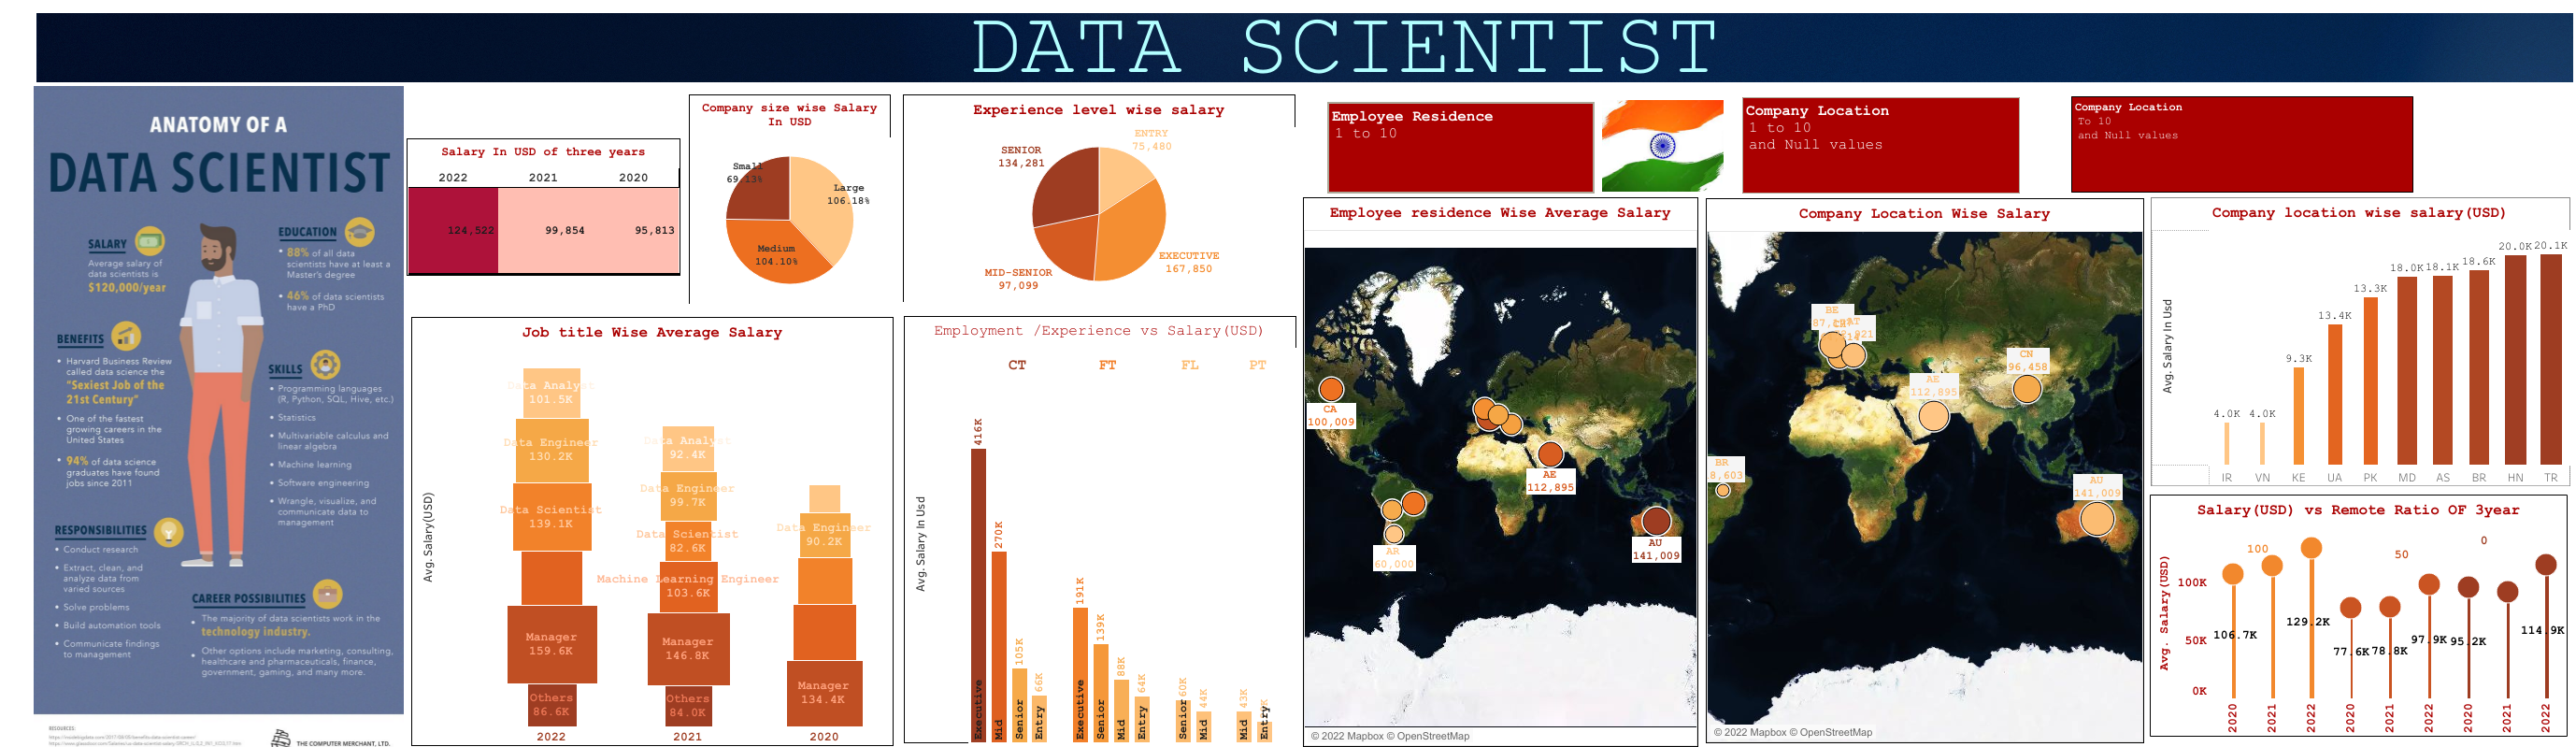 DATA SCIENTIST
ANATOMY OF A
DATA SCIENTIST
SALARY
Average salary of
data scientists is
$120,000/year
BENEFITS
• Harvard Business Review
called data science the
"Sexiest Job of the
21st Century"
• One of the fastest
growing careers in the
United States
• 94% of data science
graduates have found
jobs since 2011
RESPONSIBILITIES
• Conduct research
• Extract, clean, and
analyze data from
varied sources
• Solve problems
• Build automation tools
• Communicate findings
to management
EDUCATION
• 88% of all data
scientists have at least a
Master's degree
• 46% of data scientists
have a PhD
SKILLS
• Programming languages
(R, Python, SQL, Hive, etc.)
• Statistics
• Multivariable calculus and
linear algebra
• Machine learning
• Software engineering
• Wrangle, visualize, and
communicate data to
management
CAREER POSSIBILITIES
• The majority of data scientists work in the
technology industry.
• Other options include marketing, consulting,
healthcare and pharmaceuticals, finance,
government, gaming, and many more.
RESOURCES:
THE COMPUTER MERCHANT, LTD.
Salary In USD of three years
2022 2021 2020
124,522 99,854 95,813
Company size wise Salary
In USD
Small
69.13%
Large
106.18%
Medium
104.10%
Experience level wise salary
ENTRY
75,480
SENIOR
134,281
EXECUTIVE
167,850
MID-SENIOR
97,099
Job title Wise Average Salary
Avg. Salary(USD)
Data Analyst
101.5K
Data Engineer
130.2K
Data Scientist
139.1K
Manager
159.6K
Others
86.6K
2022
Data Analyst
92.4K
Data Engineer
99.7K
Data Scientist
82.6K
Machine Learning Engineer
103.6K
Manager
146.8K
Others
84.0K
2021
Data Engineer
90.2K
Manager
134.4K
2020
Employment /Experience vs Salary(USD)
CT FT FL PT
Avg. Salary In Usd
416K 270K 105K 66K 191K 139K 88K 64K 60K 44K 43K
Executive Mid Senior Entry Executive Senior Mid Entry Senior Mid Mid Entry
Employee Residence
1 to 10
Company Location
1 to 10
and Null values
Company Location
To 10
and Null values
Employee residence Wise Average Salary
CA
100,009
AE
112,895
AU
141,009
AR
60,000
© 2022 Mapbox © OpenStreetMap
Company Location Wise Salary
BE
CN
96,458
AE
112,895
BR
8,603
AU
141,009
© 2022 Mapbox © OpenStreetMap
Company location wise salary(USD)
Avg. Salary In Usd
4.0K 4.0K 9.3K 13.4K 13.3K 18.0K 18.1K 18.6K 20.0K 20.1K
IR VN KE UA PK MD AS BR HN TR
Salary(USD) vs Remote Ratio OF 3year
100 50 0
Avg. Salary(USD)
100K
50K
0K
106.7K 129.2K 77.6K 78.8K 97.9K 95.2K 114.9K
2020 2021 2022 2020 2021 2022 2020 2021 2022